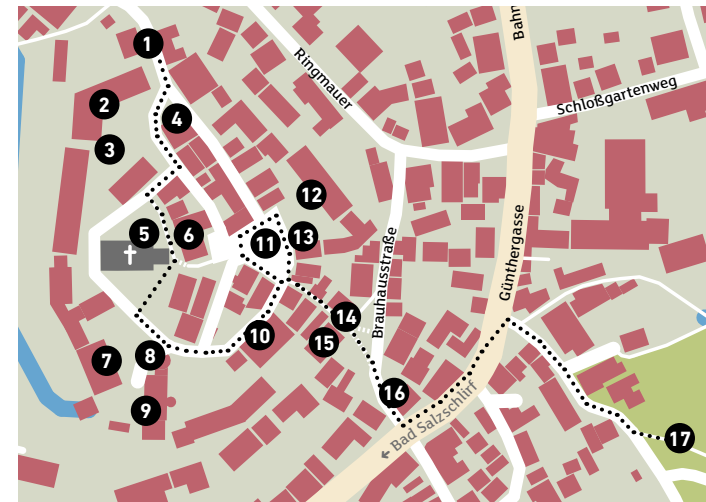 Bahn
1
Ringmauer
Schloßgartenweg
2
4
3
12
5
6
11
13
Brauhausstraße
Günthergasse
14
10
15
7
8
16
9
← Bad Salzschlirf
17